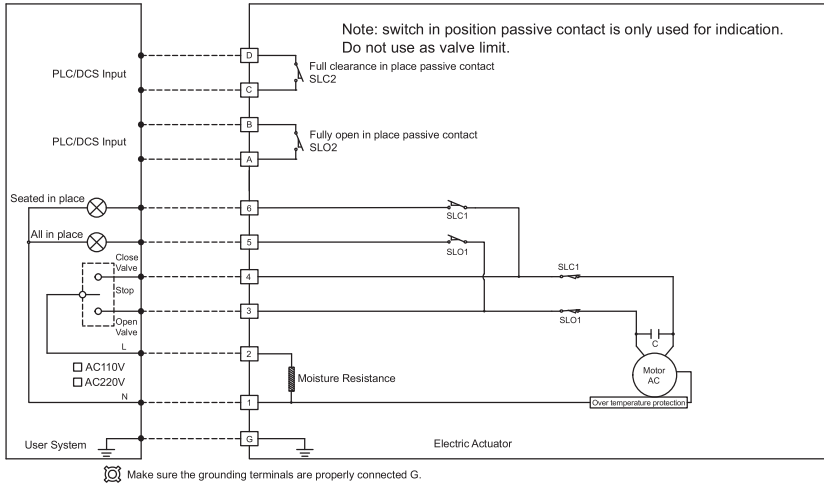 Note: switch in position passive contact is only used for indication.
Do not use as valve limit.
PLC/DCS Input
D
Full clearance in place passive contact
SLC2
C
PLC/DCS Input
B
Fully open in place passive contact
SLO2
A
Seated in place
6
SLC1
All in place
5
SLO1
Close
Valve
4
SLC1
Stop
3
SLO1
Open
Valve
L
2
C
AC110V
AC220V
Moisture Resistance
Motor
AC
N
1
Over temperature protection
User System
G
Electric Actuator
Make sure the grounding terminals are properly connected G.